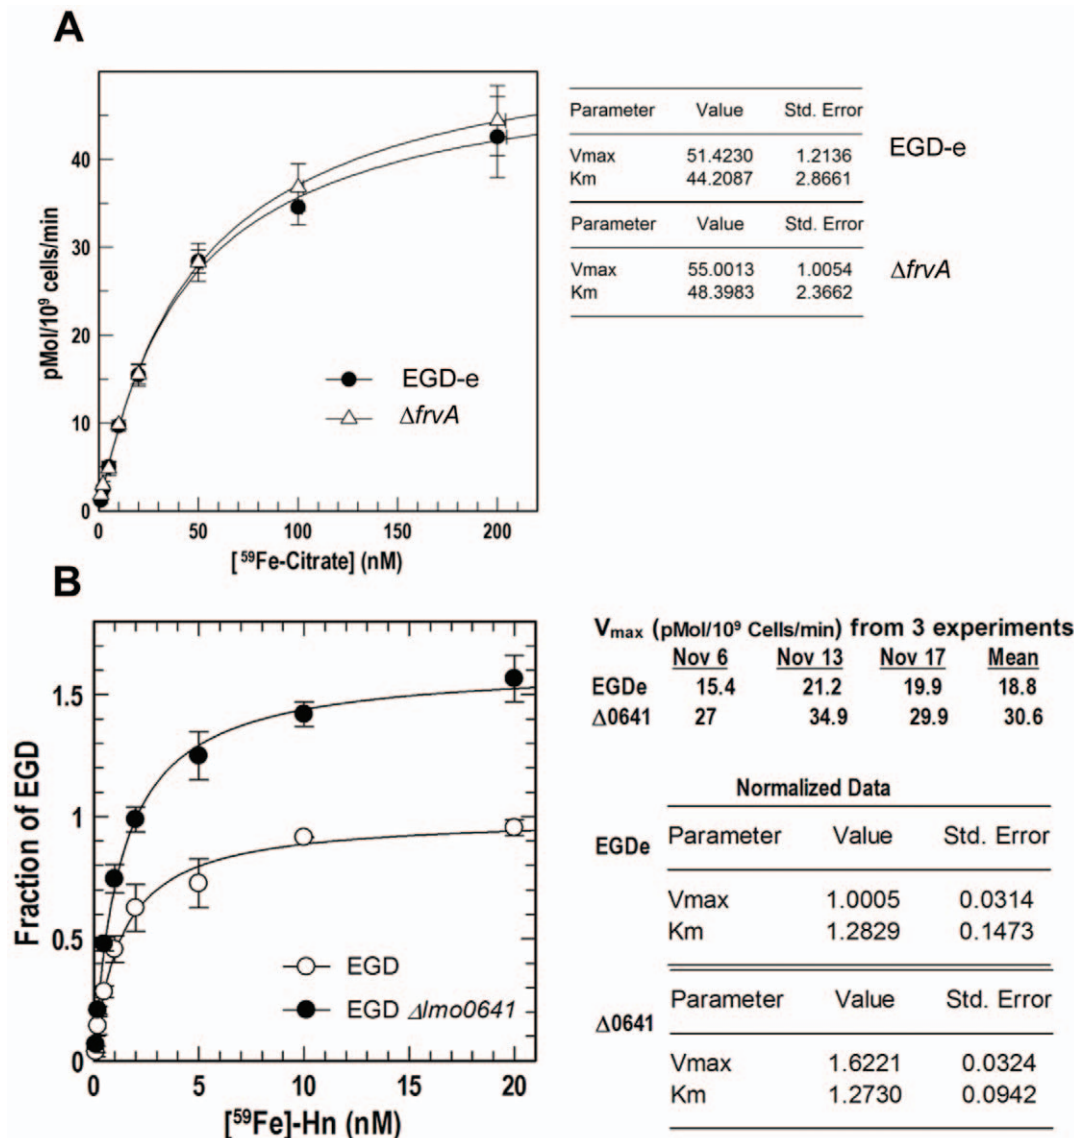 A
pMol/10⁹ cells/min
40
30
20
10
0
0 50 100 150 200
[⁵⁹Fe-Citrate] (nM)
EGD-e
ΔfrvA
Parameter Value Std. Error
Vmax 51.4230 1.2136
Km 44.2087 2.8661
EGD-e
Parameter Value Std. Error
Vmax 55.0013 1.0054
Km 48.3983 2.3662
ΔfrvA
B
Fraction of EGD
1.5
1
0.5
0
0 5 10 15 20
[⁵⁹Fe]-Hn (nM)
EGD
EGD Δlmo0641
Vmax (pMol/10⁹ Cells/min) from 3 experiments
Nov 6 Nov 13 Nov 17 Mean
EGDe 15.4 21.2 19.9 18.8
Δ0641 27 34.9 29.9 30.6
Normalized Data
EGDe
Parameter Value Std. Error
Vmax 1.0005 0.0314
Km 1.2829 0.1473
Δ0641
Parameter Value Std. Error
Vmax 1.6221 0.0324
Km 1.2730 0.0942